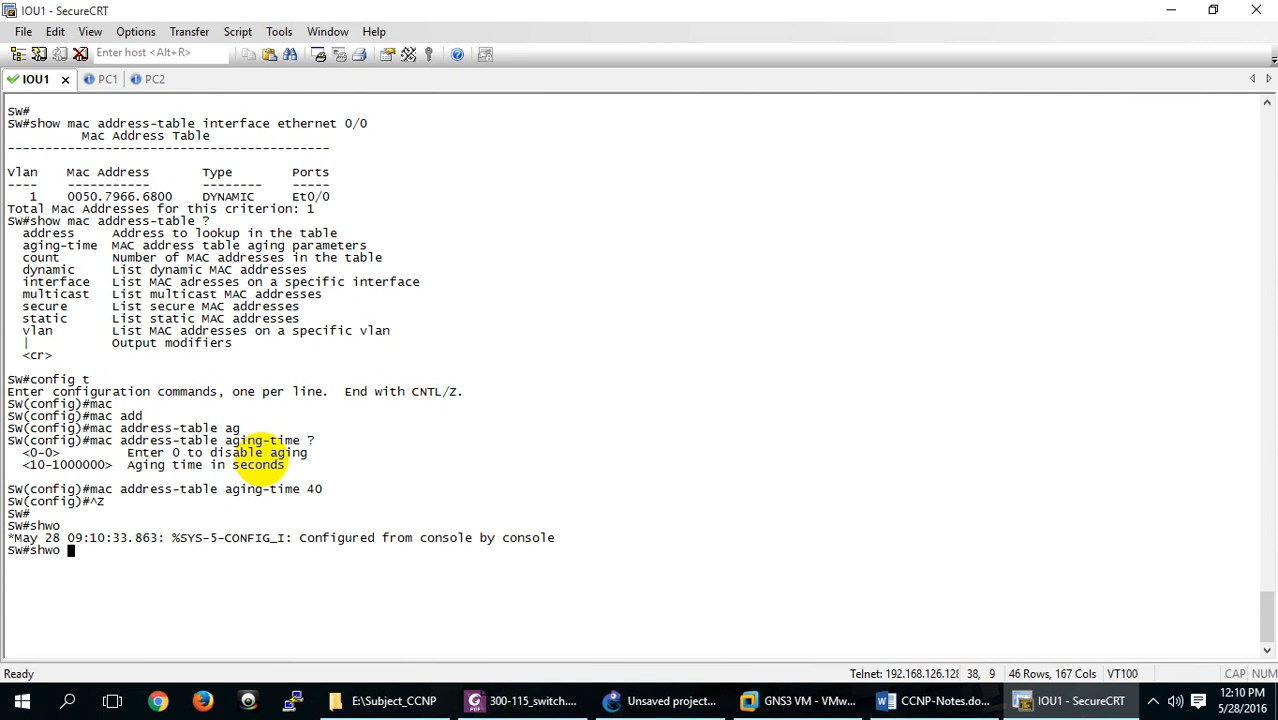 IOU1 - SecureCRT
File Edit View Options Transfer Script Tools Window Help
Enter host <Alt+R>
IOU1 PC1 PC2
SW#
SW#show mac address-table interface ethernet 0/0
Mac Address Table
-------------------------------------------
Vlan Mac Address Type Ports
---- ----------- -------- -----
1 0050.7966.6800 DYNAMIC Et0/0
Total Mac Addresses for this criterion: 1
SW#show mac address-table ?
address Address to lookup in the table
aging-time MAC address table aging parameters
count Number of MAC addresses in the table
dynamic List dynamic MAC addresses
interface List MAC adresses on a specific interface
multicast List multicast MAC addresses
secure List secure MAC addresses
static List static MAC addresses
vlan List MAC addresses on a specific vlan
| Output modifiers
<cr>
SW#config t
Enter configuration commands, one per line. End with CNTL/Z.
SW(config)#mac
SW(config)#mac add
SW(config)#mac address-table ag
SW(config)#mac address-table aging-time ?
<0-0> Enter 0 to disable aging
<10-1000000> Aging time in seconds
SW(config)#mac address-table aging-time 40
SW(config)#^Z
SW#
SW#shwo
*May 28 09:10:33.863: %SYS-5-CONFIG_I: Configured from console by console
SW#shwo
Ready Telnet: 192.168.126.128 38, 9 46 Rows, 167 Cols VT100 CAP NUM
E:\Subject_CCNP 300-115_switch.... Unsaved project... GNS3 VM - VMw... CCNP-Notes.do... IOU1 - SecureCRT 12:10 PM
5/28/2016